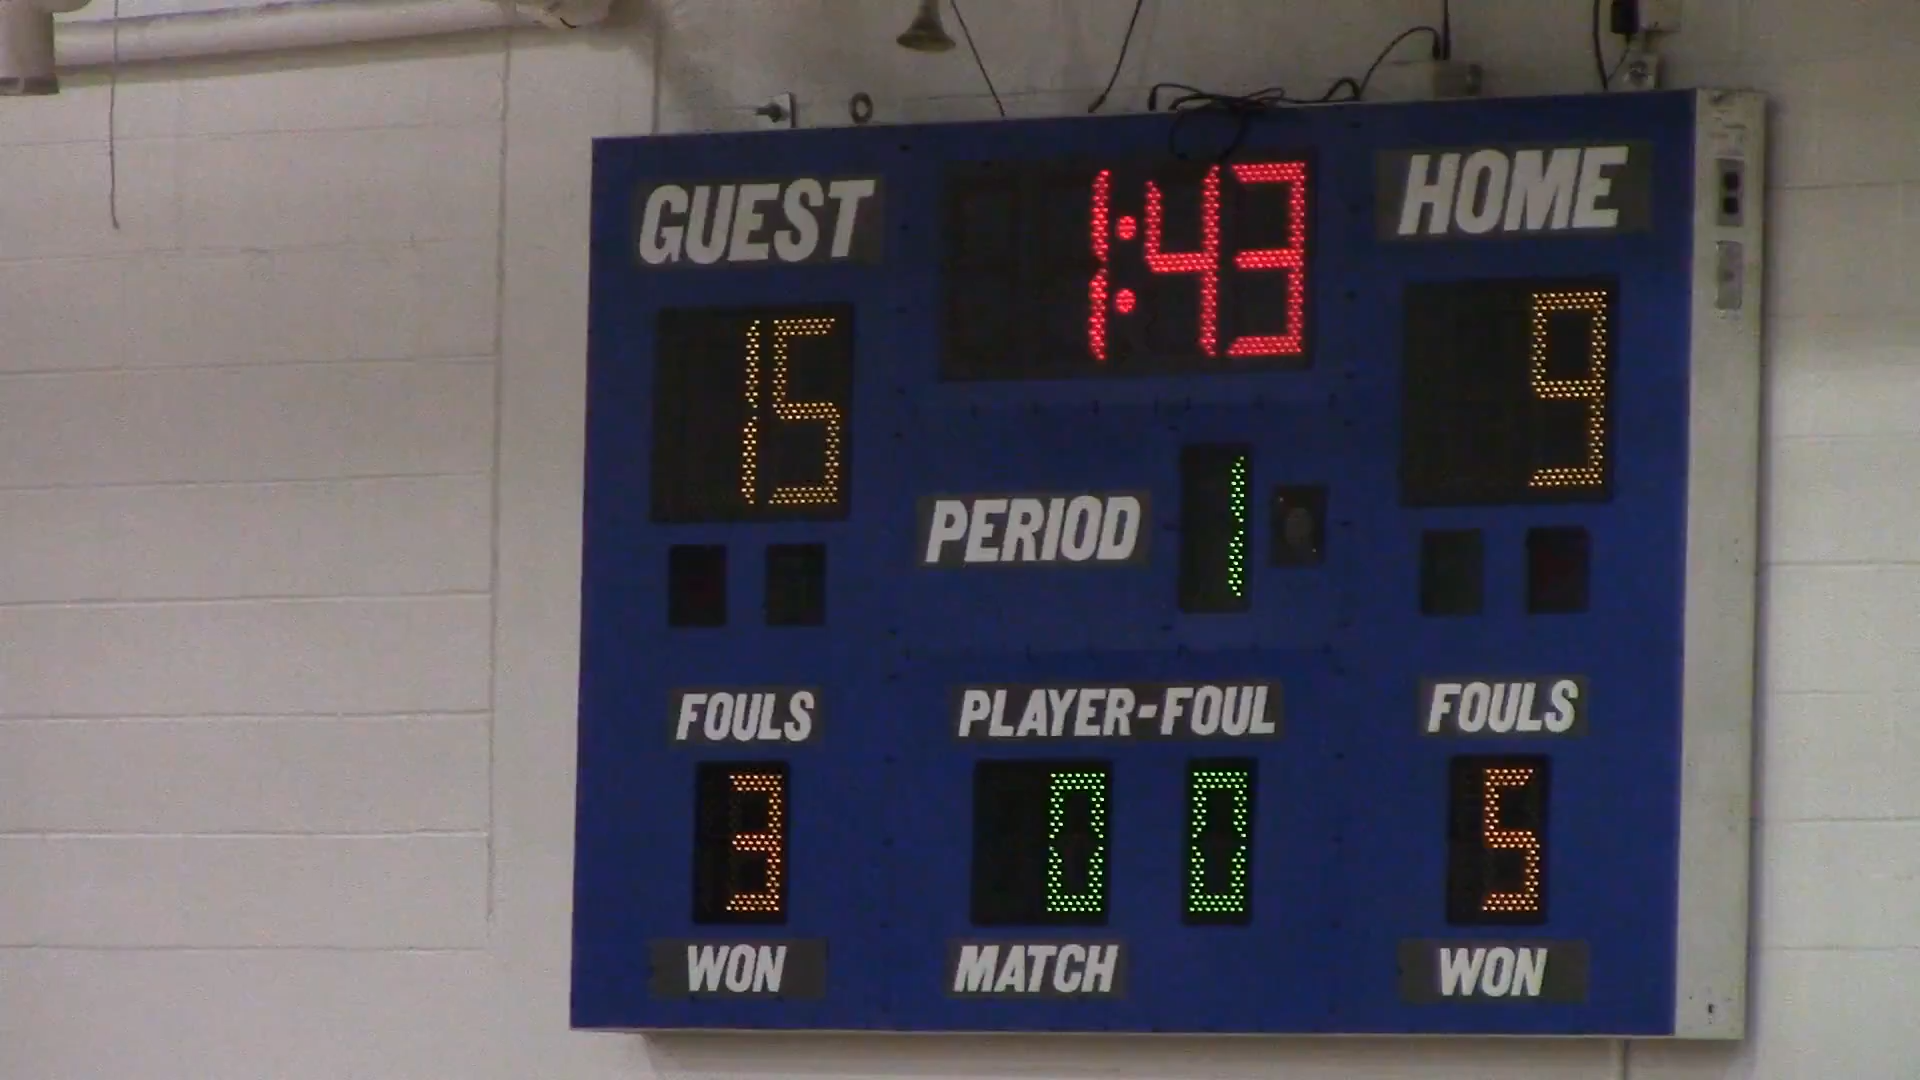 GUEST 1:43 HOME
15 9
PERIOD 1
FOULS PLAYER-FOUL FOULS
3 0 0 5
WON MATCH WON